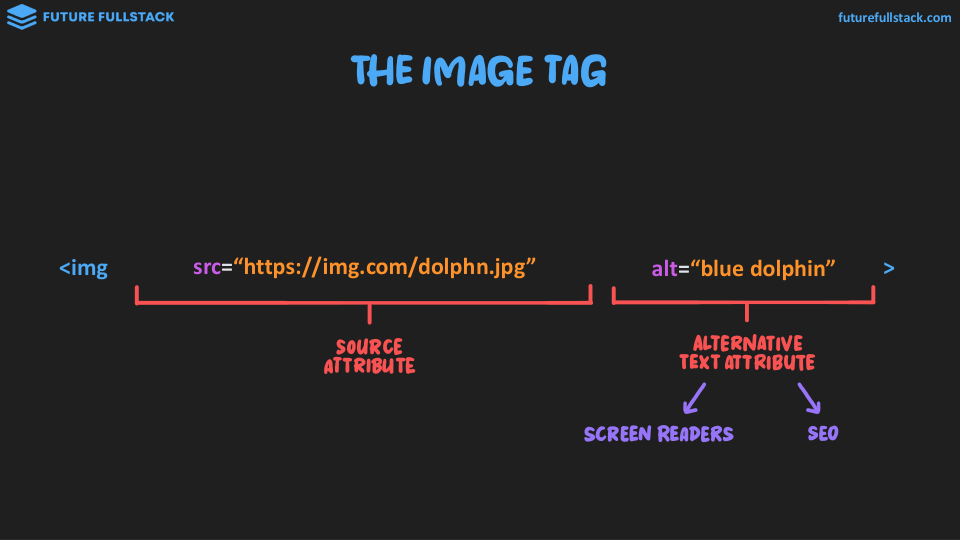 FUTURE FULLSTACK
futurefullstack.com
THE IMAGE TAG
<img src=“https://img.com/dolphn.jpg” alt=“blue dolphin” >
SOURCE
ATTRIBUTE
ALTERNATIVE
TEXT ATTRIBUTE
SCREEN READERS
SEO